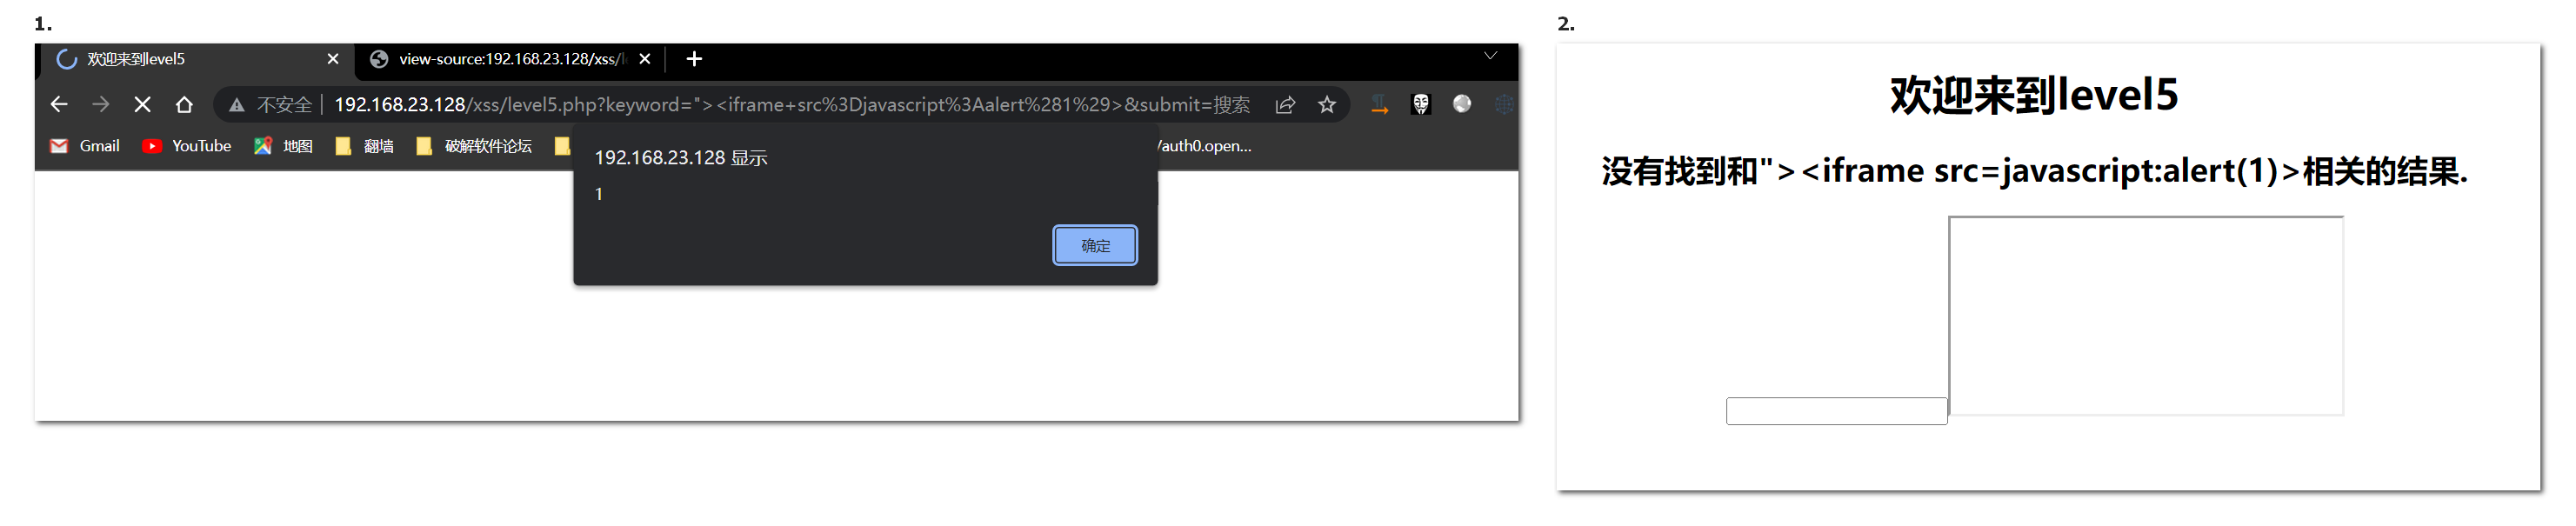 1.
欢迎来到level5
view-source:192.168.23.128/xss/l
不安全 | 192.168.23.128/xss/level5.php?keyword="><iframe+src%3Djavascript%3Aalert%281%29>&submit=搜索
Gmail YouTube 地图 翻墙 破解软件论坛 /auth0.open...
192.168.23.128 显示
1
确定
2.
欢迎来到level5
没有找到和"><iframe src=javascript:alert(1)>相关的结果.